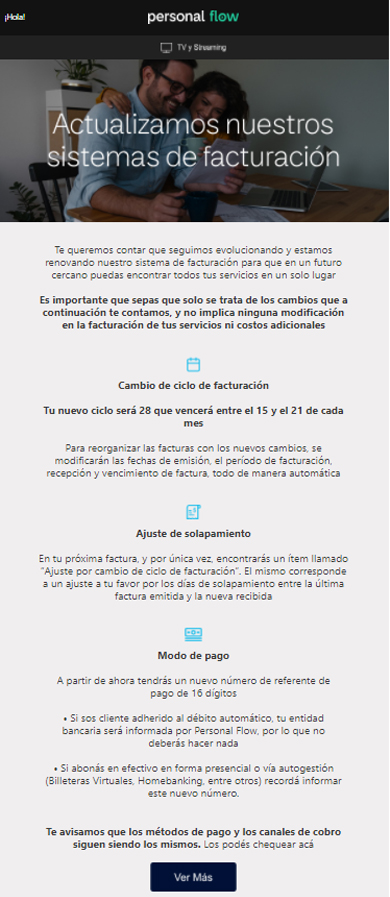 ¡Hola!
personal flow
TV y Streaming
Actualizamos nuestros
sistemas de facturación
Te queremos contar que seguimos evolucionando y estamos
renovando nuestro sistema de facturación para que en un futuro
cercano puedas encontrar todos tus servicios en un solo lugar
Es importante que sepas que solo se trata de los cambios que a
continuación te contamos, y no implica ninguna modificación
en la facturación de tus servicios ni costos adicionales
Cambio de ciclo de facturación
Tu nuevo ciclo será 28 que vencerá entre el 15 y el 21 de cada
mes
Para reorganizar las facturas con los nuevos cambios, se
modificarán las fechas de emisión, el período de facturación,
recepción y vencimiento de factura, todo de manera automática
Ajuste de solapamiento
En tu próxima factura, y por única vez, encontrarás un ítem llamado
“Ajuste por cambio de ciclo de facturación”. El mismo corresponde
a un ajuste a tu favor por los días de solapamiento entre la última
factura emitida y la nueva recibida
Modo de pago
A partir de ahora tendrás un nuevo número de referente de
pago de 16 dígitos
• Si sos cliente adherido al débito automático, tu entidad
bancaria será informada por Personal Flow, por lo que no
deberás hacer nada
• Si abonás en efectivo en forma presencial o vía autogestión
(Billeteras Virtuales, Homebanking, entre otros) recordá informar
este nuevo número.
Te avisamos que los métodos de pago y los canales de cobro
siguen siendo los mismos. Los podés chequear acá
Ver Más